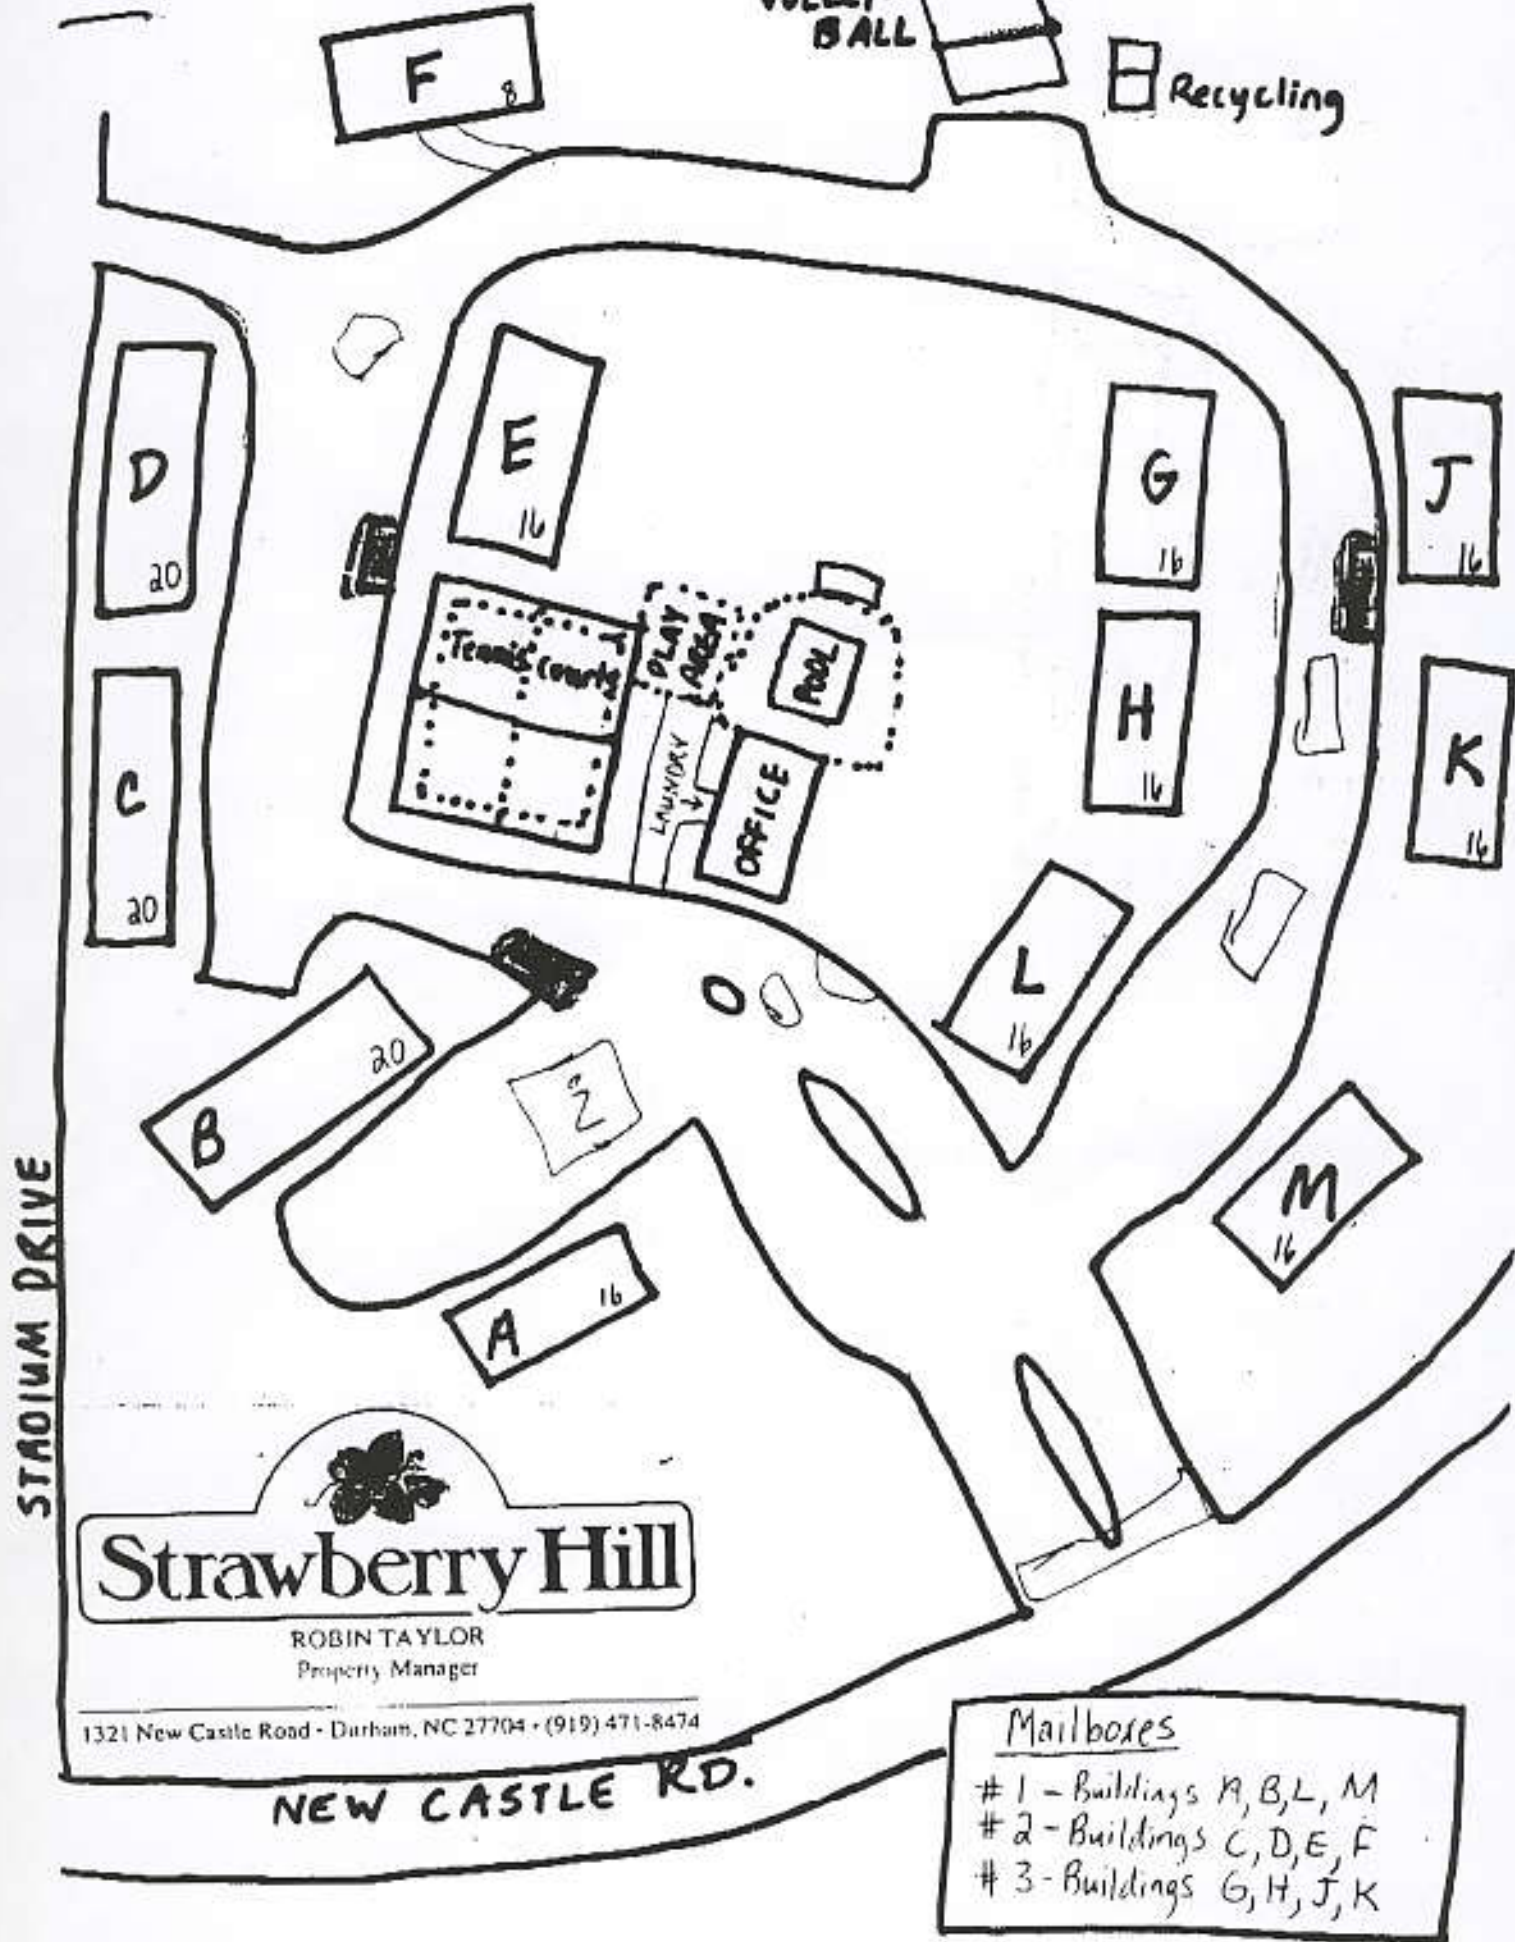 BALL
Recycling
F
8
D
20
E
16
G
16
J
16
Tennis courts
PLAY
AREA
POOL
C
20
LAUNDRY
OFFICE
H
16
K
16
L
16
B
20
M
16
A
16
STADIUM DRIVE
Strawberry Hill
ROBIN TAYLOR
Property Manager
1321 New Castle Road - Durham, NC 27704 • (919) 471-8474
NEW CASTLE RD.
Mailboxes
# 1 - Buildings A, B, L, M
# 2 - Buildings C, D, E, F
# 3 - Buildings G, H, J, K